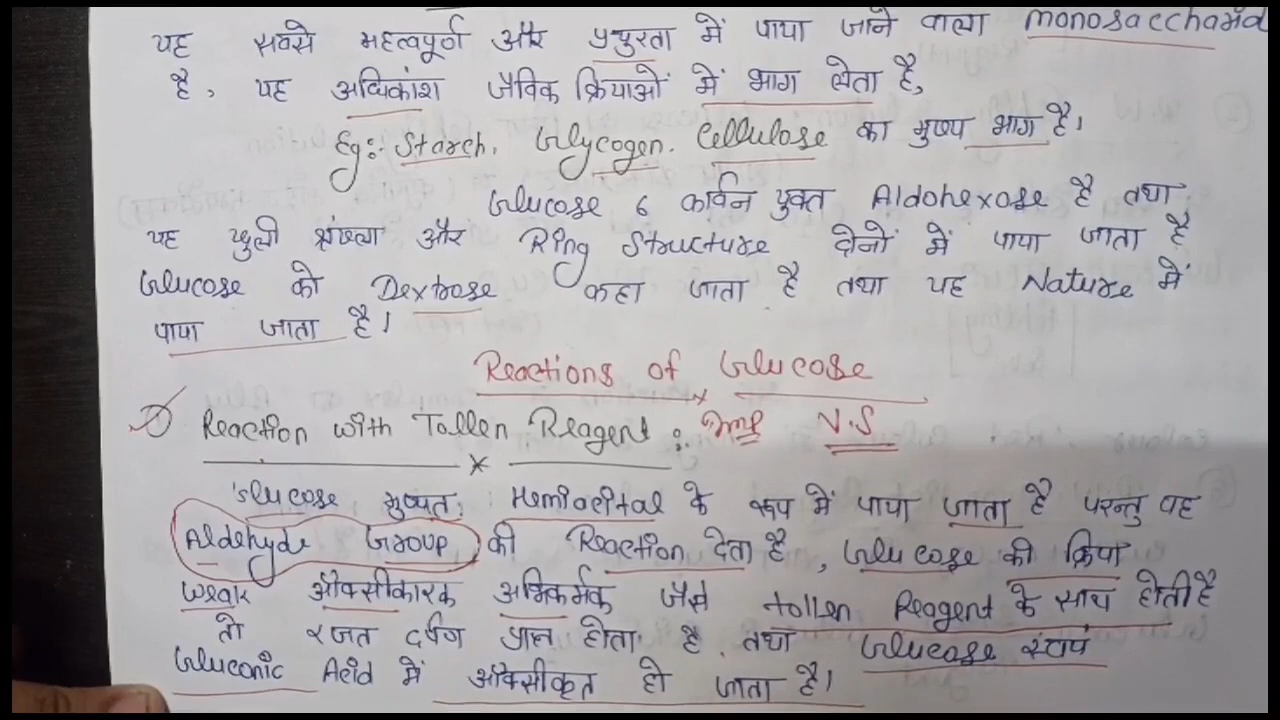 यह सबसे महत्वपूर्ण और प्रचुरता में पाया जाने वाला monosaccharid
है, यह अधिकांश जैविक क्रियाओं में भाग लेता है,
Eg:- Starch, Glycogen. Cellulose का मुख्य भाग है।
Glucose 6 कार्बन युक्त Aldohexose है तथा
यह खुली श्रंखला और Ring Structure दोनों में पाया जाता है
Glucose को Dextrose कहा जाता है तथा यह Nature में
पाया जाता है।
Reactions of Glucose
① Reaction with Tollen Reagent :. Imp N.S
Glucose मुख्यत: Hemiacital के रूप में पाया जाता है परन्तु यह
Aldehyde Group की Reaction देता है, Glucose की क्रिया
Weak ऑक्सीकारक अभिकर्मक जैसे Tollen Reagent के साथ होती है
तो रजत दर्पण प्राप्त होता है तथा Glucose स्वयं
Gluconic Acid में ऑक्सीकृत हो जाता है।